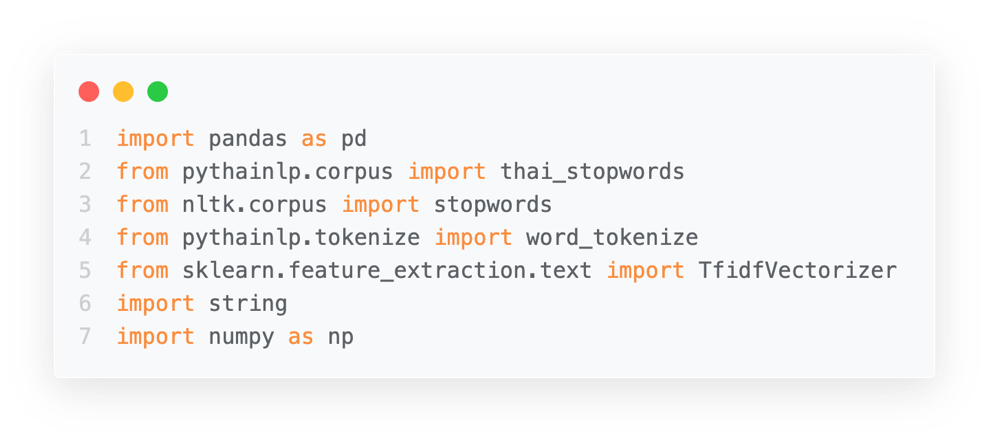 1 import pandas as pd
2 from pythainlp.corpus import thai_stopwords
3 from nltk.corpus import stopwords
4 from pythainlp.tokenize import word_tokenize
5 from sklearn.feature_extraction.text import TfidfVectorizer
6 import string
7 import numpy as np